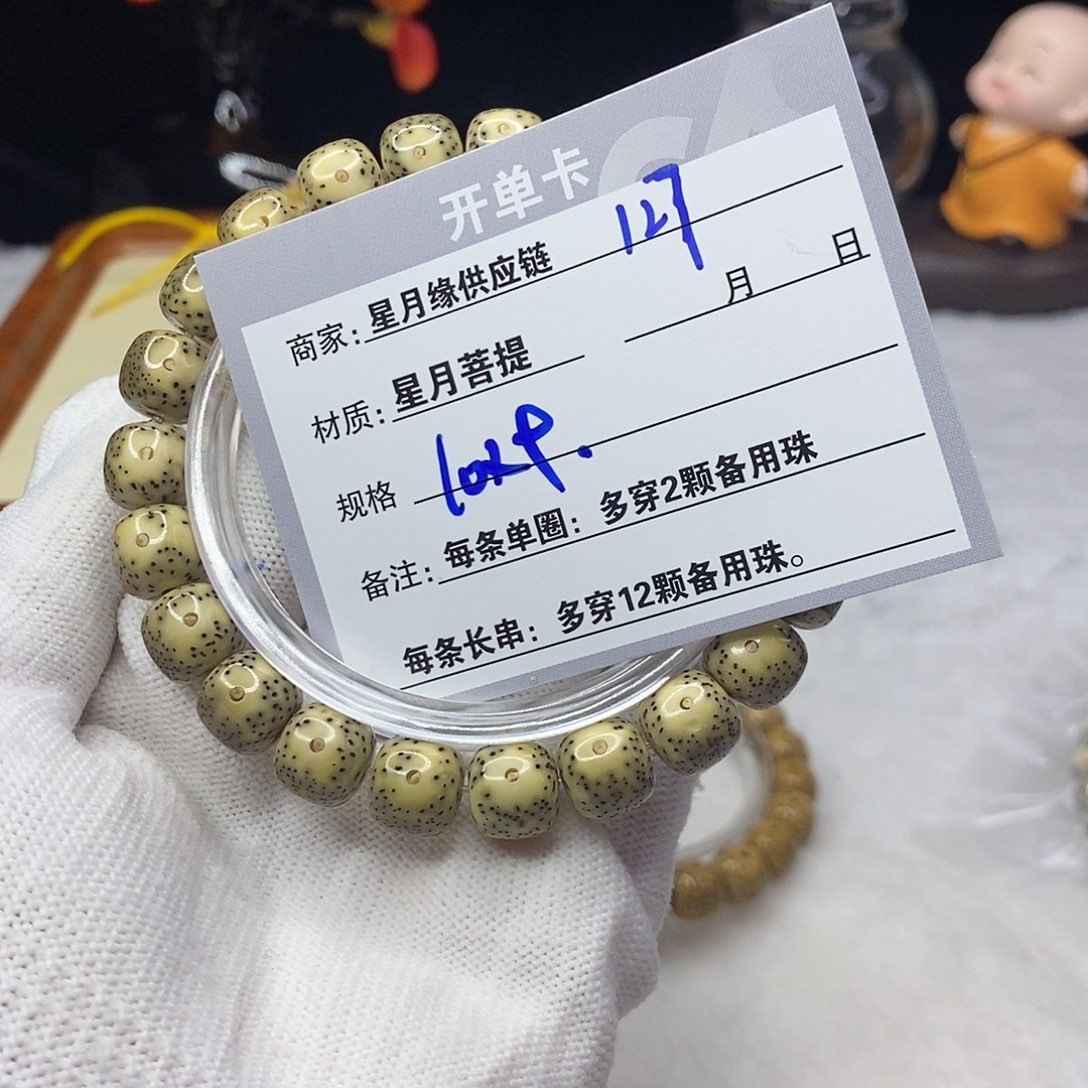 开单卡
127
商家：星月缘供应链
月 日
材质：星月菩提
规格
备注：每条单圈：多穿2颗备用珠
每条长串：多穿12颗备用珠。